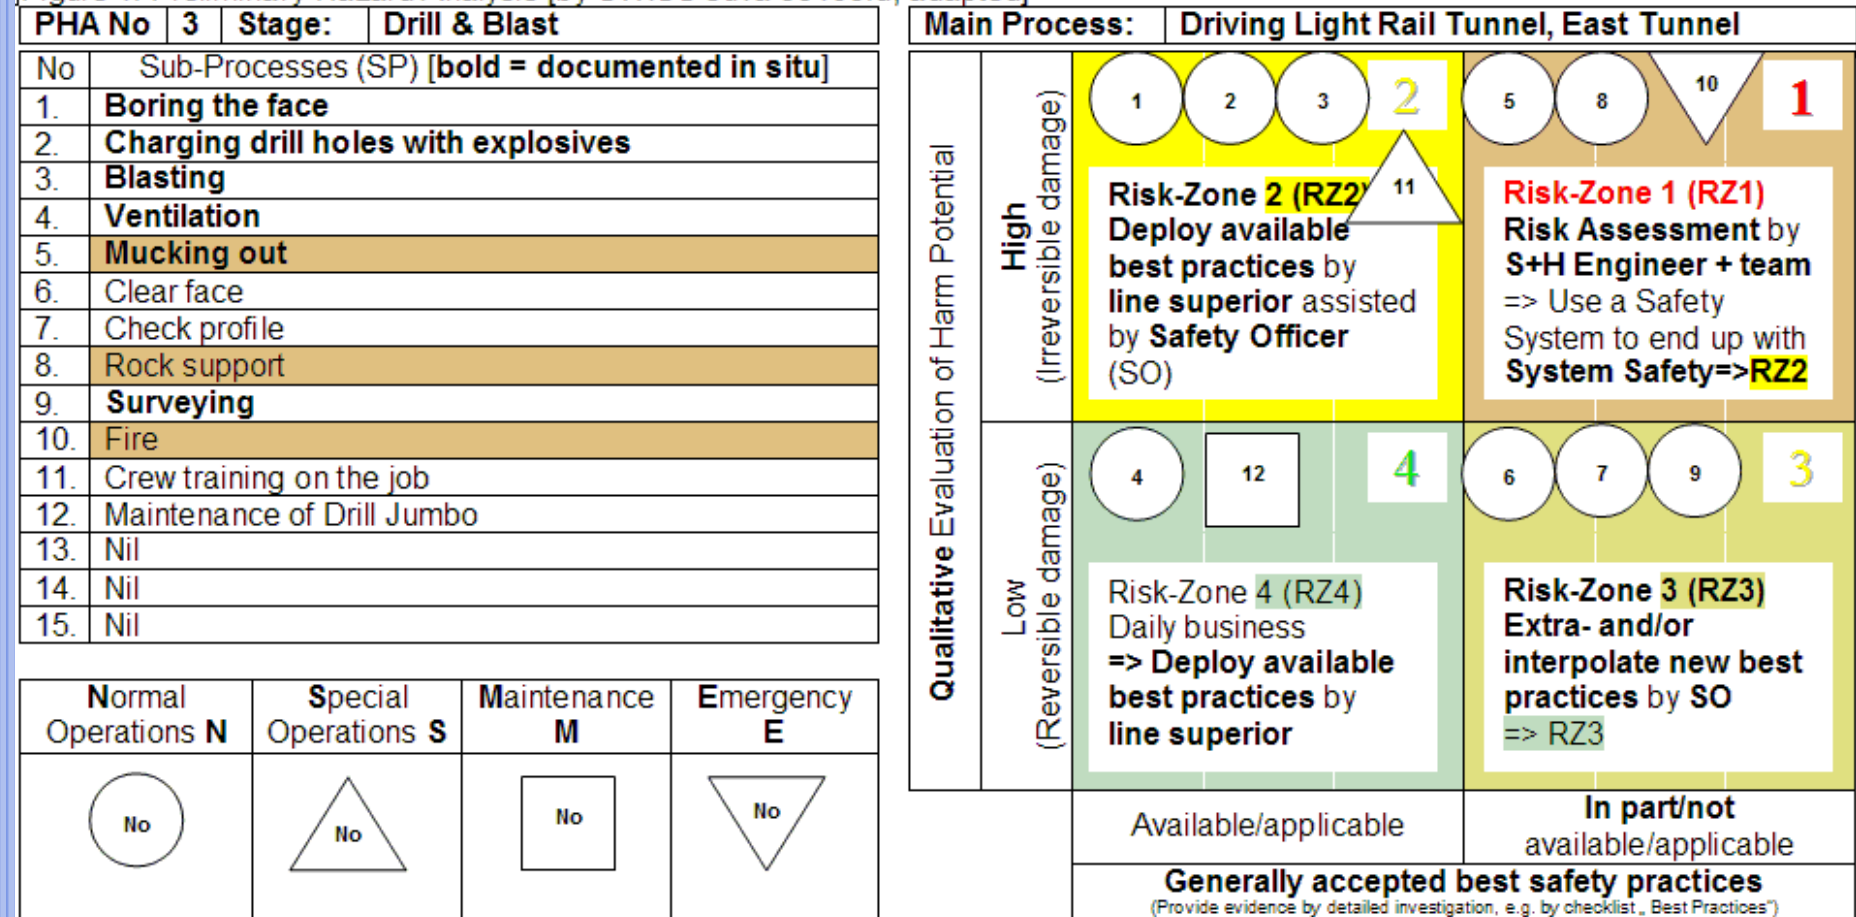 PHA No 3 Stage: Drill & Blast
No Sub-Processes (SP) [bold = documented in situ]
1. Boring the face
2. Charging drill holes with explosives
3. Blasting
4. Ventilation
5. Mucking out
6. Clear face
7. Check profile
8. Rock support
9. Surveying
10. Fire
11. Crew training on the job
12. Maintenance of Drill Jumbo
13. Nil
14. Nil
15. Nil
Normal
Operations N
Special
Operations S
Maintenance
M
Emergency
E
No
No
No
No
Main Process: Driving Light Rail Tunnel, East Tunnel
Qualitative Evaluation of Harm Potential
High
(Irreversible damage)
1 2 3 2
11
Risk-Zone 2 (RZ2)
Deploy available
best practices by
line superior assisted
by Safety Officer
(SO)
5 8 10 1
Risk-Zone 1 (RZ1)
Risk Assessment by
S+H Engineer + team
=> Use a Safety
System to end up with
System Safety=>RZ2
Low
(Reversible damage)
4 12 4
Risk-Zone 4 (RZ4)
Daily business
=> Deploy available
best practices by
line superior
6 7 9 3
Risk-Zone 3 (RZ3)
Extra- and/or
interpolate new best
practices by SO
=> RZ3
Available/applicable
In part/not
available/applicable
Generally accepted best safety practices
(Provide evidence by detailed investigation, e.g. by checklist „ Best Practices")